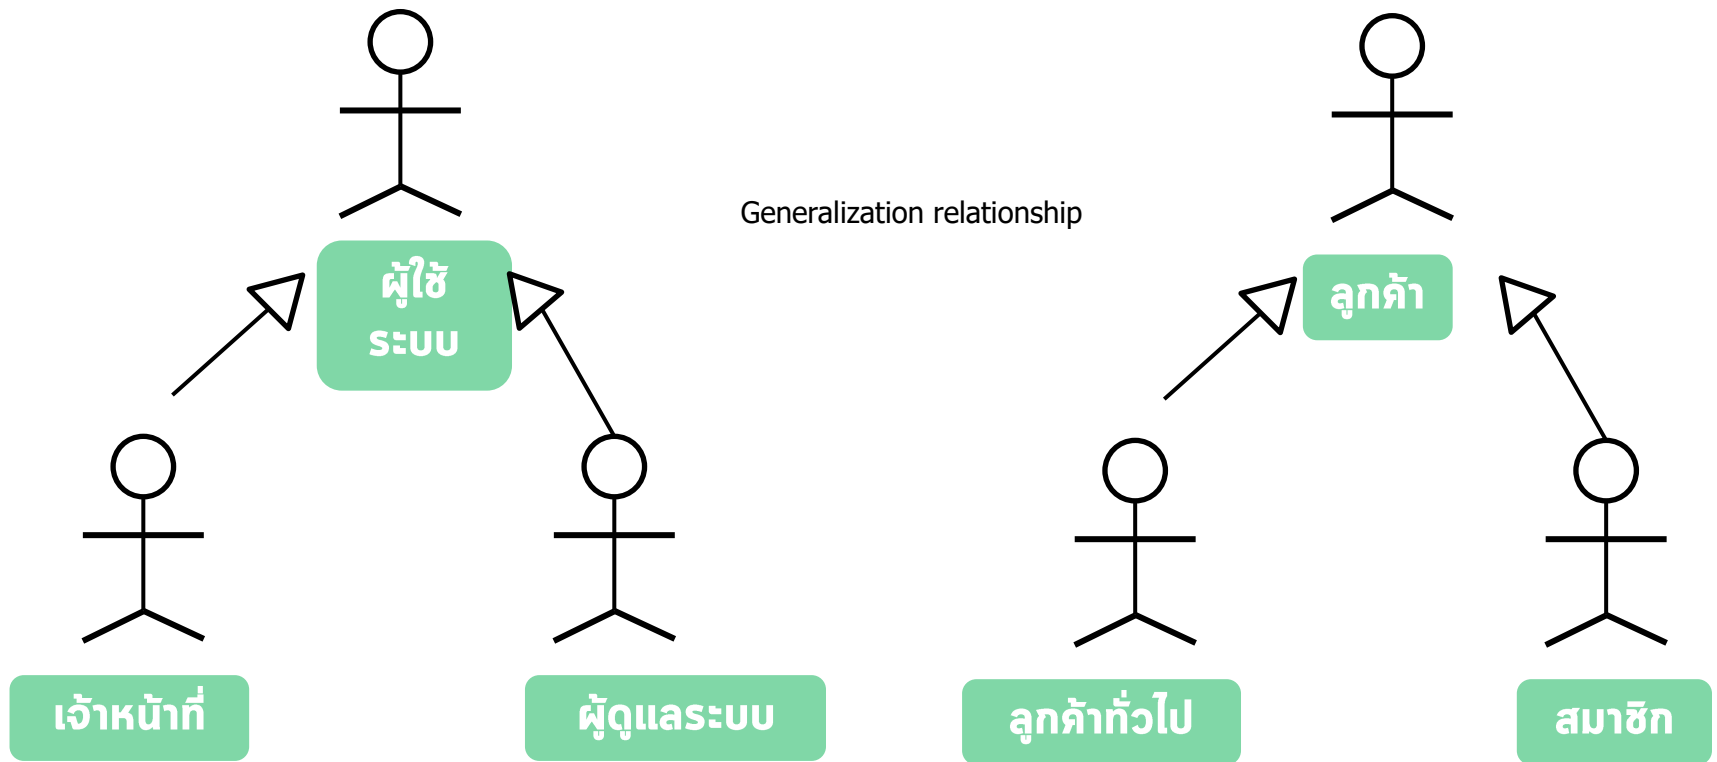 Generalization relationship
ผู้ใช้
ระบบ
ลูกค้า
เจ้าหน้าที่
ผู้ดูแลระบบ
ลูกค้าทั่วไป
สมาชิก